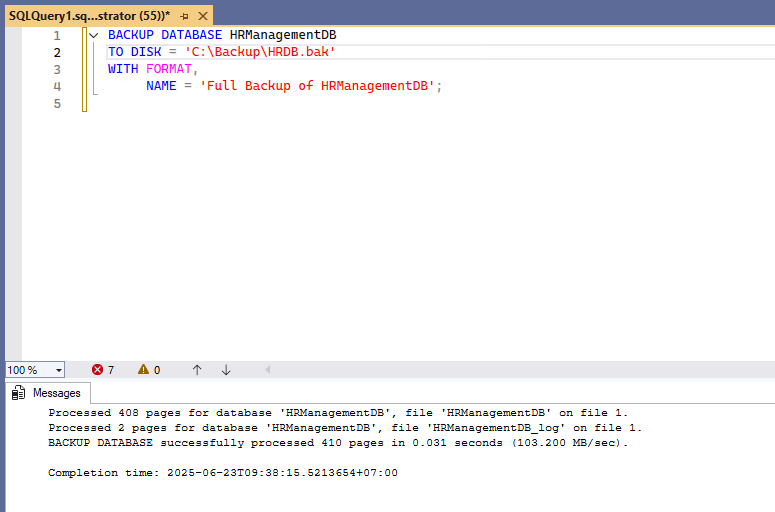 SQLQuery1.sq...strator (55))*
1 BACKUP DATABASE HRManagementDB
2 TO DISK = 'C:\Backup\HRDB.bak'
3 WITH FORMAT,
4 NAME = 'Full Backup of HRManagementDB';
5
100 % 7 0
Messages
Processed 408 pages for database 'HRManagementDB', file 'HRManagementDB' on file 1.
Processed 2 pages for database 'HRManagementDB', file 'HRManagementDB_log' on file 1.
BACKUP DATABASE successfully processed 410 pages in 0.031 seconds (103.200 MB/sec).
Completion time: 2025-06-23T09:38:15.5213654+07:00